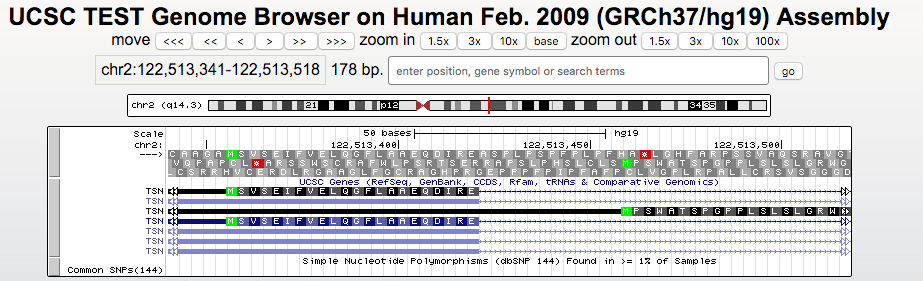 UCSC TEST Genome Browser on Human Feb. 2009 (GRCh37/hg19) Assembly
move <<< << < > >> >>> zoom in 1.5x 3x 10x base zoom out 1.5x 3x 10x 100x
chr2:122,513,341-122,513,518 178 bp. enter position, gene symbol or search terms go
chr2 (q14.3) 21 p12 34 35
Scale 50 bases hg19
chr2: 122,513,400 122,513,450 122,513,500
--->
UCSC Genes (RefSeq, GenBank, CCDS, Rfam, tRNAs & Comparative Genomics)
TSN MSVSEIFVELQGFLAAEQDIRE
TSN
TSN MPSWATSPGPPLSLSLGRW
TSN MSVSEIFVELQGFLAAEQDIRE
TSN
TSN
TSN
Simple Nucleotide Polymorphisms (dbSNP 144) Found in >= 1% of Samples
Common SNPs(144)